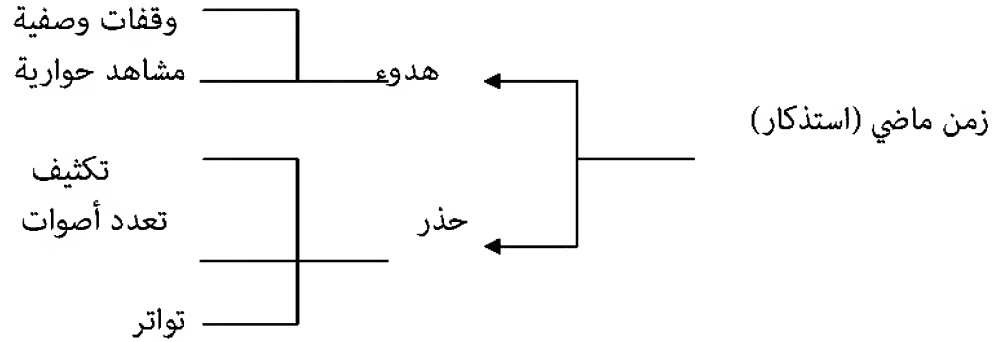 زمن ماضي (استذكار)
هدوء
وقفات وصفية
مشاهد حوارية
حذر
تكثيف
تعدد أصوات
تواتر